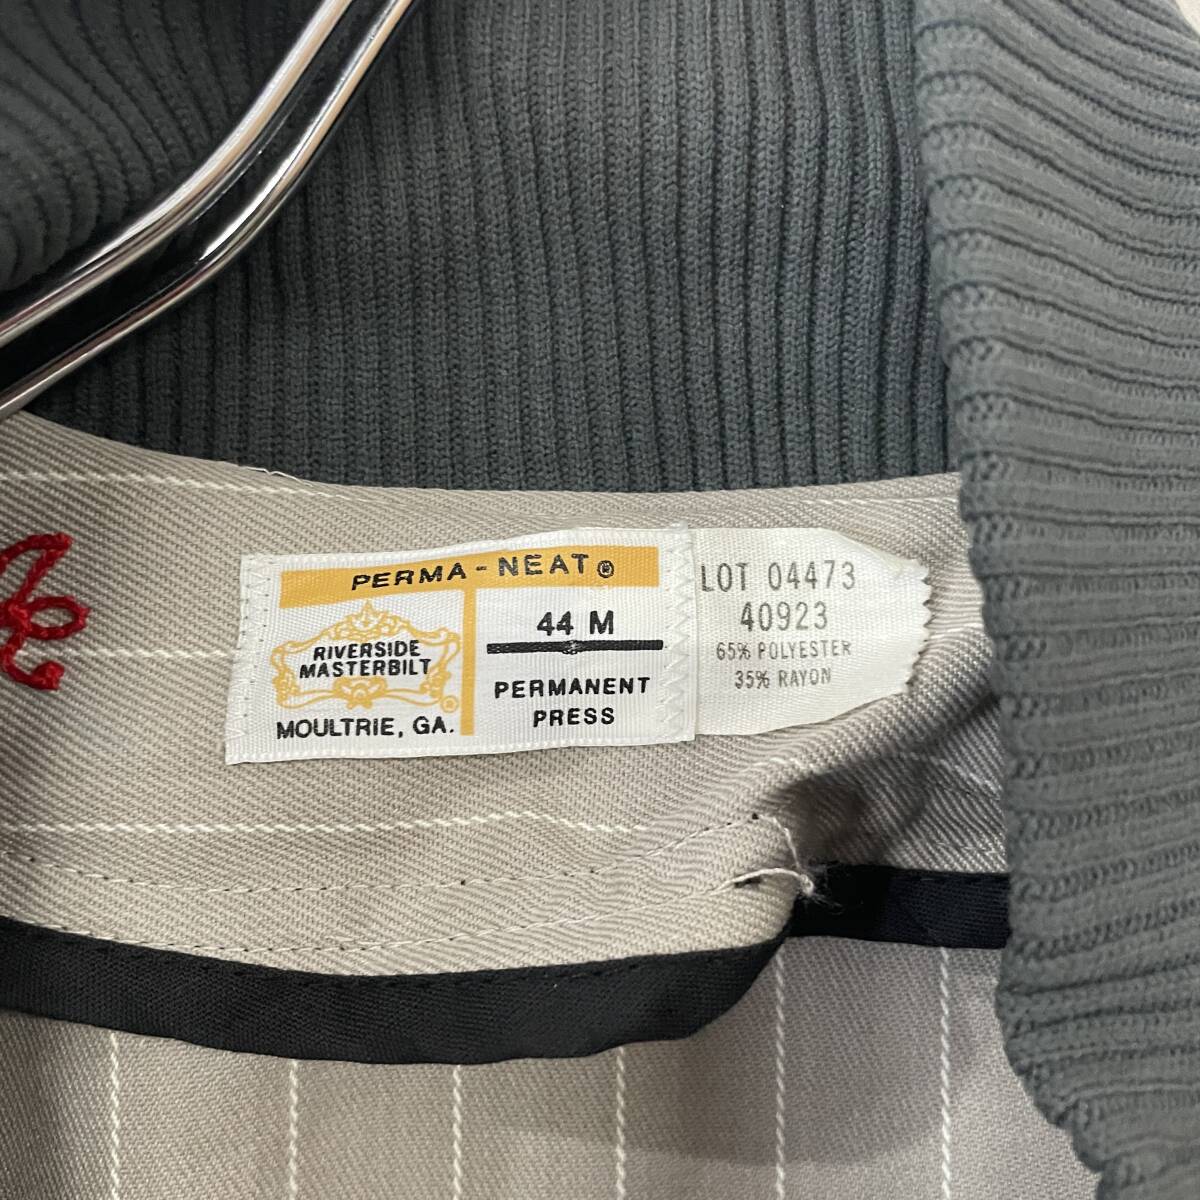 PERMA-NEAT®
RIVERSIDE
MASTERBILT®
MOULTRIE, GA.
44 M
PERMANENT
PRESS
LOT 04473
40923
65% POLYESTER
35% RAYON